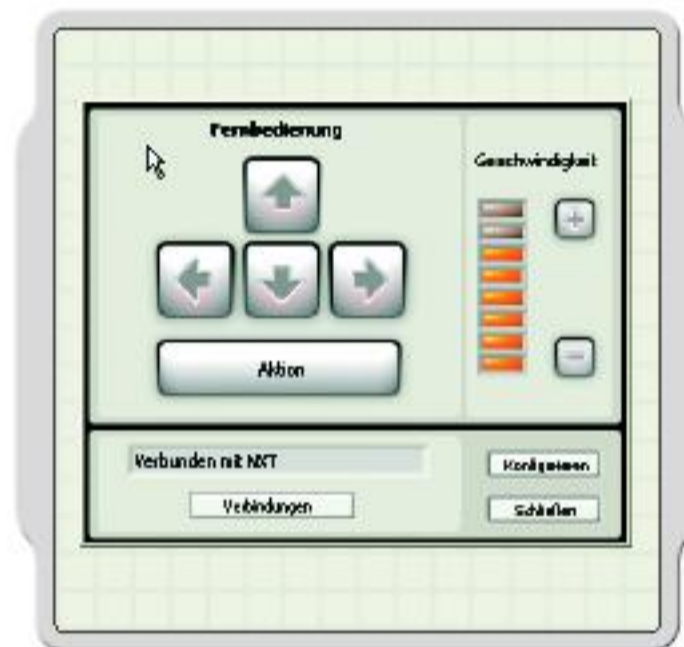 Fernbedienung
Geschwindigkeit
+
Aktion
-
Verbunden mit NXT
Konfigurieren
Verbindungen
Schließen